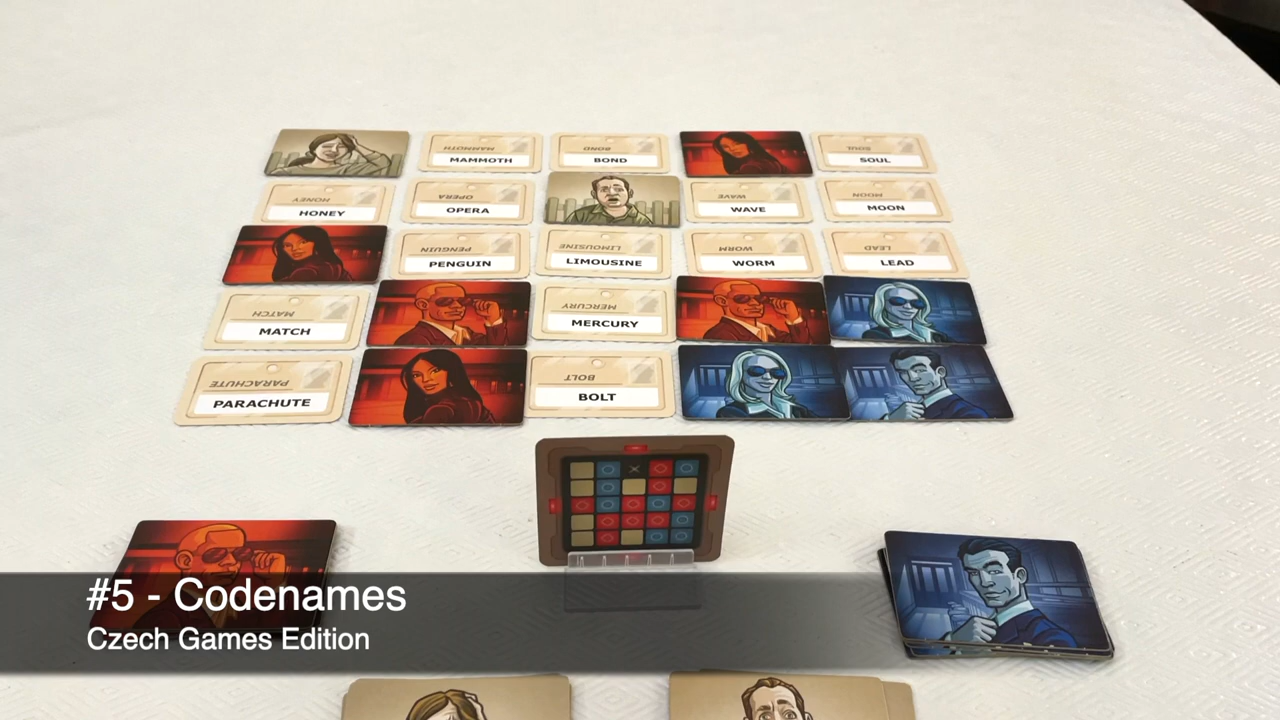 MAMMOTH
MAMMOTH
BOND
BOND
SOUL
SOUL
HONEY
HONEY
OPERA
OPERA
WAVE
WAVE
MOON
MOON
PENGUIN
PENGUIN
LIMOUSINE
LIMOUSINE
WORM
WORM
LEAD
LEAD
MATCH
MATCH
MERCURY
MERCURY
PARACHUTE
PARACHUTE
BOLT
BOLT
#5 - Codenames
Czech Games Edition